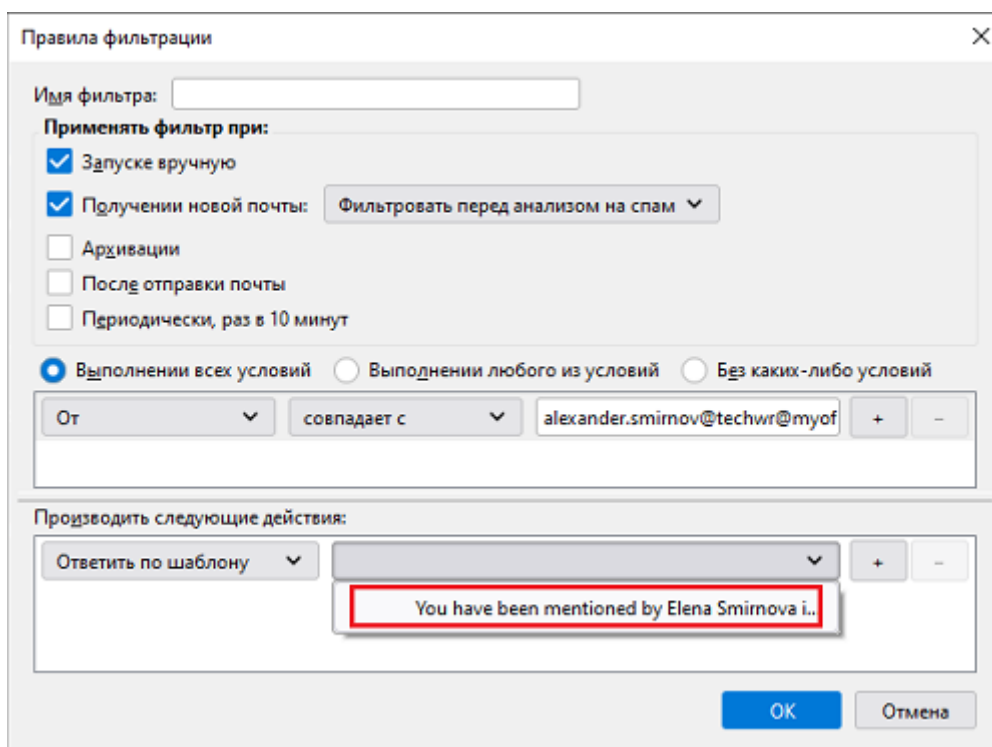 Правила фильтрации
Имя фильтра:
Применять фильтр при:
Запуске вручную
Получении новой почты: Фильтровать перед анализом на спам
Архивации
После отправки почты
Периодически, раз в 10 минут
Выполнении всех условий Выполнении любого из условий Без каких-либо условий
От совпадает с alexander.smirnov@techwr@myof + –
Производить следующие действия:
Ответить по шаблону + –
You have been mentioned by Elena Smirnova i..
OK Отмена